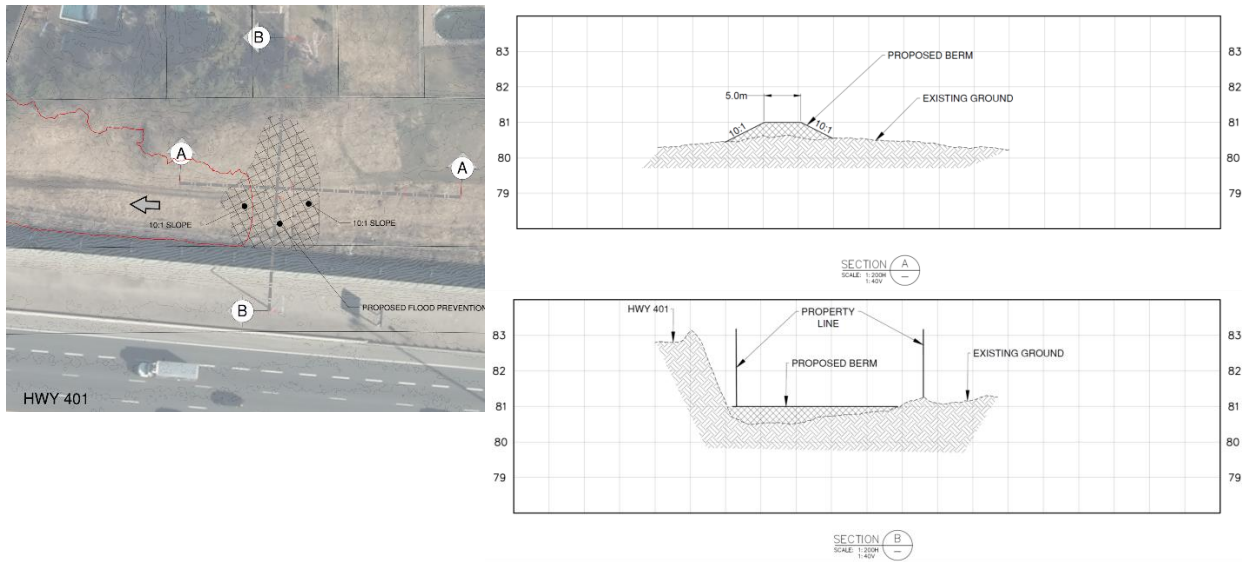 B
A
A
10:1 SLOPE
10:1 SLOPE
B
PROPOSED FLOOD PREVENTION
HWY 401
83
83
82
82
81
81
80
80
79
79
PROPOSED BERM
5.0m
EXISTING GROUND
10:1
10:1
SECTION A
SCALE: 1:200H
1:40V
—
83
83
82
82
81
81
80
80
79
79
HWY 401
PROPERTY
LINE
EXISTING GROUND
PROPOSED BERM
SECTION B
SCALE: 1:200H
1:40V
—